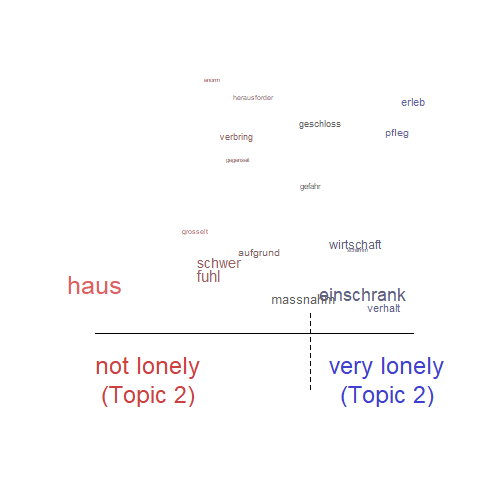 enorm
herausforder
erleb
geschloss
pfleg
verbring
gegenseit
gefahr
grosselt
wirtschaft
aufgrund
schwer
fuhl
haus
einschrank
massnahm
verhalt
not lonely
(Topic 2)
very lonely
(Topic 2)